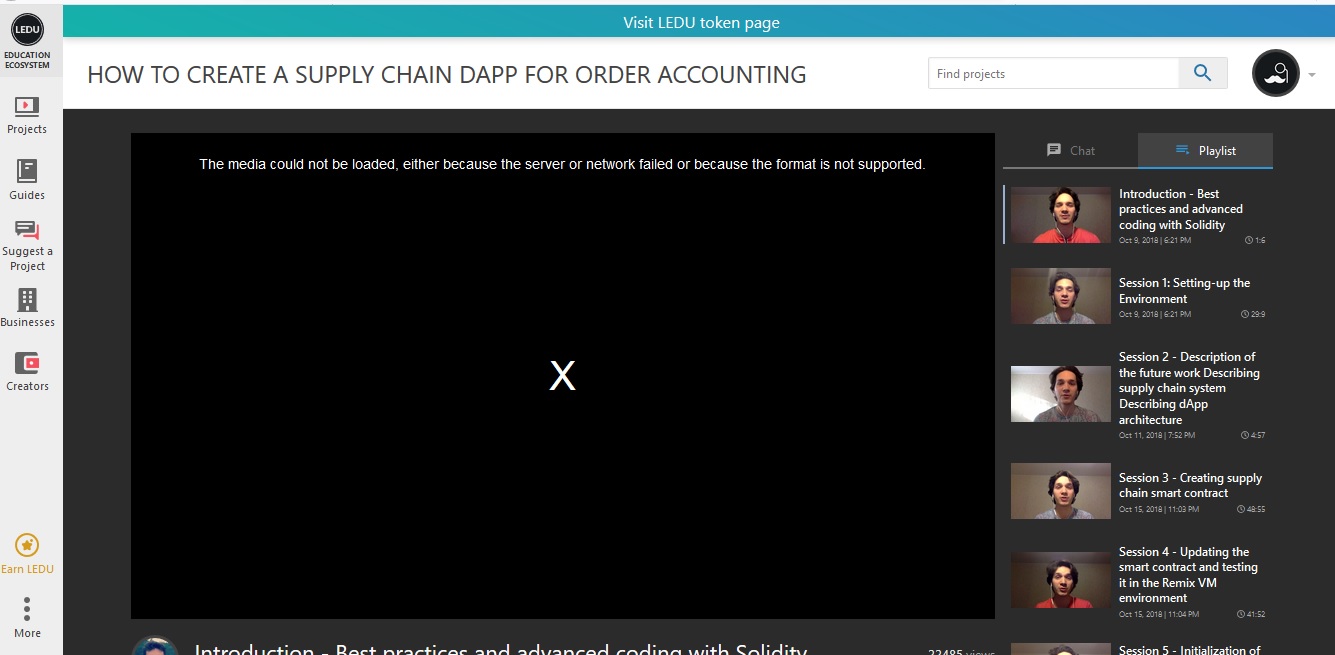 Visit LEDU token page
LEDU
EDUCATION
ECOSYSTEM
HOW TO CREATE A SUPPLY CHAIN DAPP FOR ORDER ACCOUNTING
Find projects
Projects
Guides
Suggest a
Project
Businesses
Creators
Earn LEDU
More
The media could not be loaded, either because the server or network failed or because the format is not supported.
X
Introduction - Best practices and advanced coding with Solidity
22485 views
Chat
Playlist
Introduction - Best
practices and advanced
coding with Solidity
Oct 9, 2018 | 6:21 PM 1:6
Session 1: Setting-up the
Environment
Oct 9, 2018 | 6:21 PM 29:9
Session 2 - Description of
the future work Describing
supply chain system
Describing dApp
architecture
Oct 11, 2018 | 7:52 PM 4:57
Session 3 - Creating supply
chain smart contract
Oct 15, 2018 | 11:03 PM 48:55
Session 4 - Updating the
smart contract and testing
it in the Remix VM
environment
Oct 15, 2018 | 11:04 PM 41:52
Session 5 - Initialization of